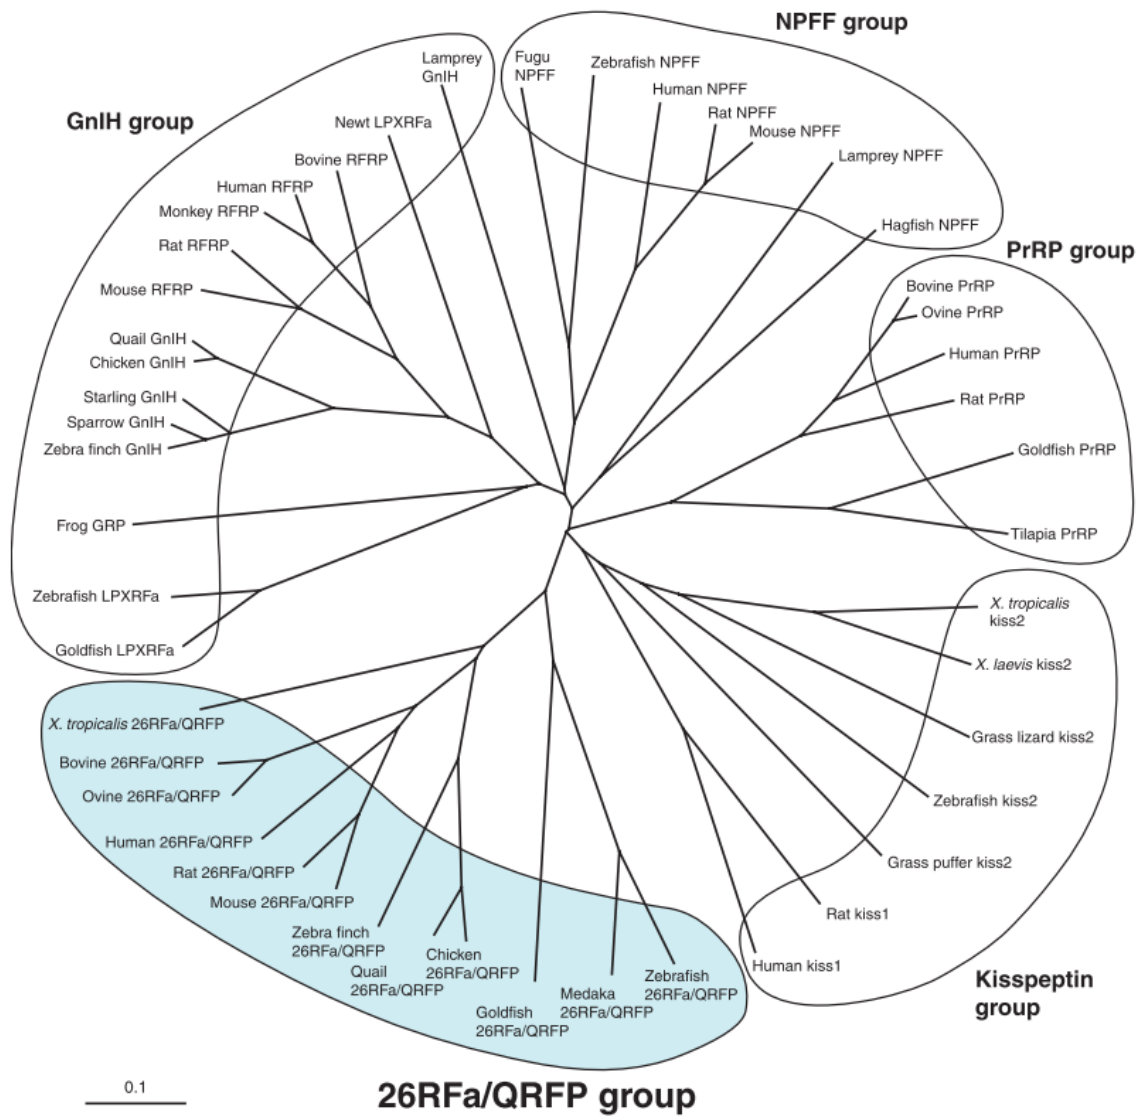 NPFF group
Lamprey
GnIH
Fugu
NPFF
Zebrafish NPFF
Human NPFF
Rat NPFF
Mouse NPFF
Lamprey NPFF
Hagfish NPFF
GnIH group
Newt LPXRFa
Bovine RFRP
Human RFRP
Monkey RFRP
Rat RFRP
Mouse RFRP
Quail GnIH
Chicken GnIH
Starling GnIH
Sparrow GnIH
Zebra finch GnIH
Frog GRP
Zebrafish LPXRFa
Goldfish LPXRFa
PrRP group
Bovine PrRP
Ovine PrRP
Human PrRP
Rat PrRP
Goldfish PrRP
Tilapia PrRP
X. tropicalis
kiss2
X. laevis kiss2
Grass lizard kiss2
Zebrafish kiss2
Grass puffer kiss2
Rat kiss1
Human kiss1
Kisspeptin
group
X. tropicalis 26RFa/QRFP
Bovine 26RFa/QRFP
Ovine 26RFa/QRFP
Human 26RFa/QRFP
Rat 26RFa/QRFP
Mouse 26RFa/QRFP
Zebra finch
26RFa/QRFP
Quail
26RFa/QRFP
Chicken
26RFa/QRFP
Goldfish
26RFa/QRFP
Medaka
26RFa/QRFP
Zebrafish
26RFa/QRFP
0.1
26RFa/QRFP group